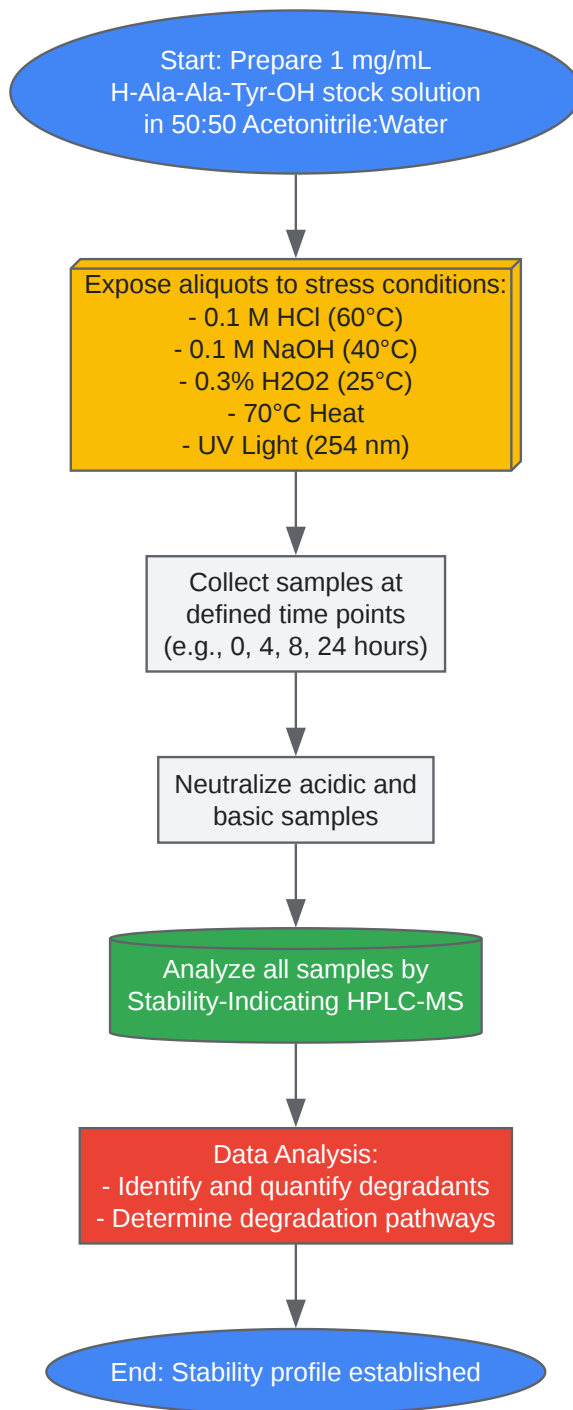 Start: Prepare 1 mg/mL
H-Ala-Ala-Tyr-OH stock solution
in 50:50 Acetonitrile:Water
Expose aliquots to stress conditions:
- 0.1 M HCl (60°C)
- 0.1 M NaOH (40°C)
- 0.3% H2O2 (25°C)
- 70°C Heat
- UV Light (254 nm)
Collect samples at
defined time points
(e.g., 0, 4, 8, 24 hours)
Neutralize acidic and
basic samples
Analyze all samples by
Stability-Indicating HPLC-MS
Data Analysis:
- Identify and quantify degradants
- Determine degradation pathways
End: Stability profile established